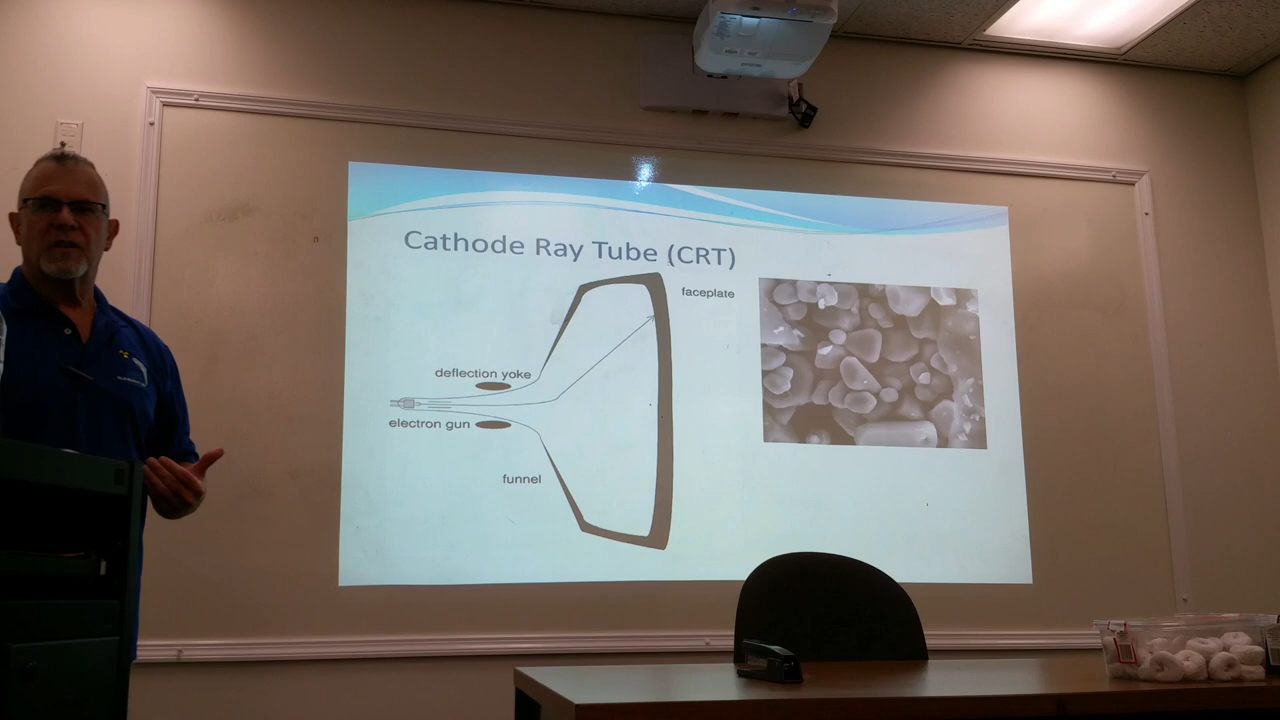 Cathode Ray Tube (CRT)
faceplate
deflection yoke
electron gun
funnel